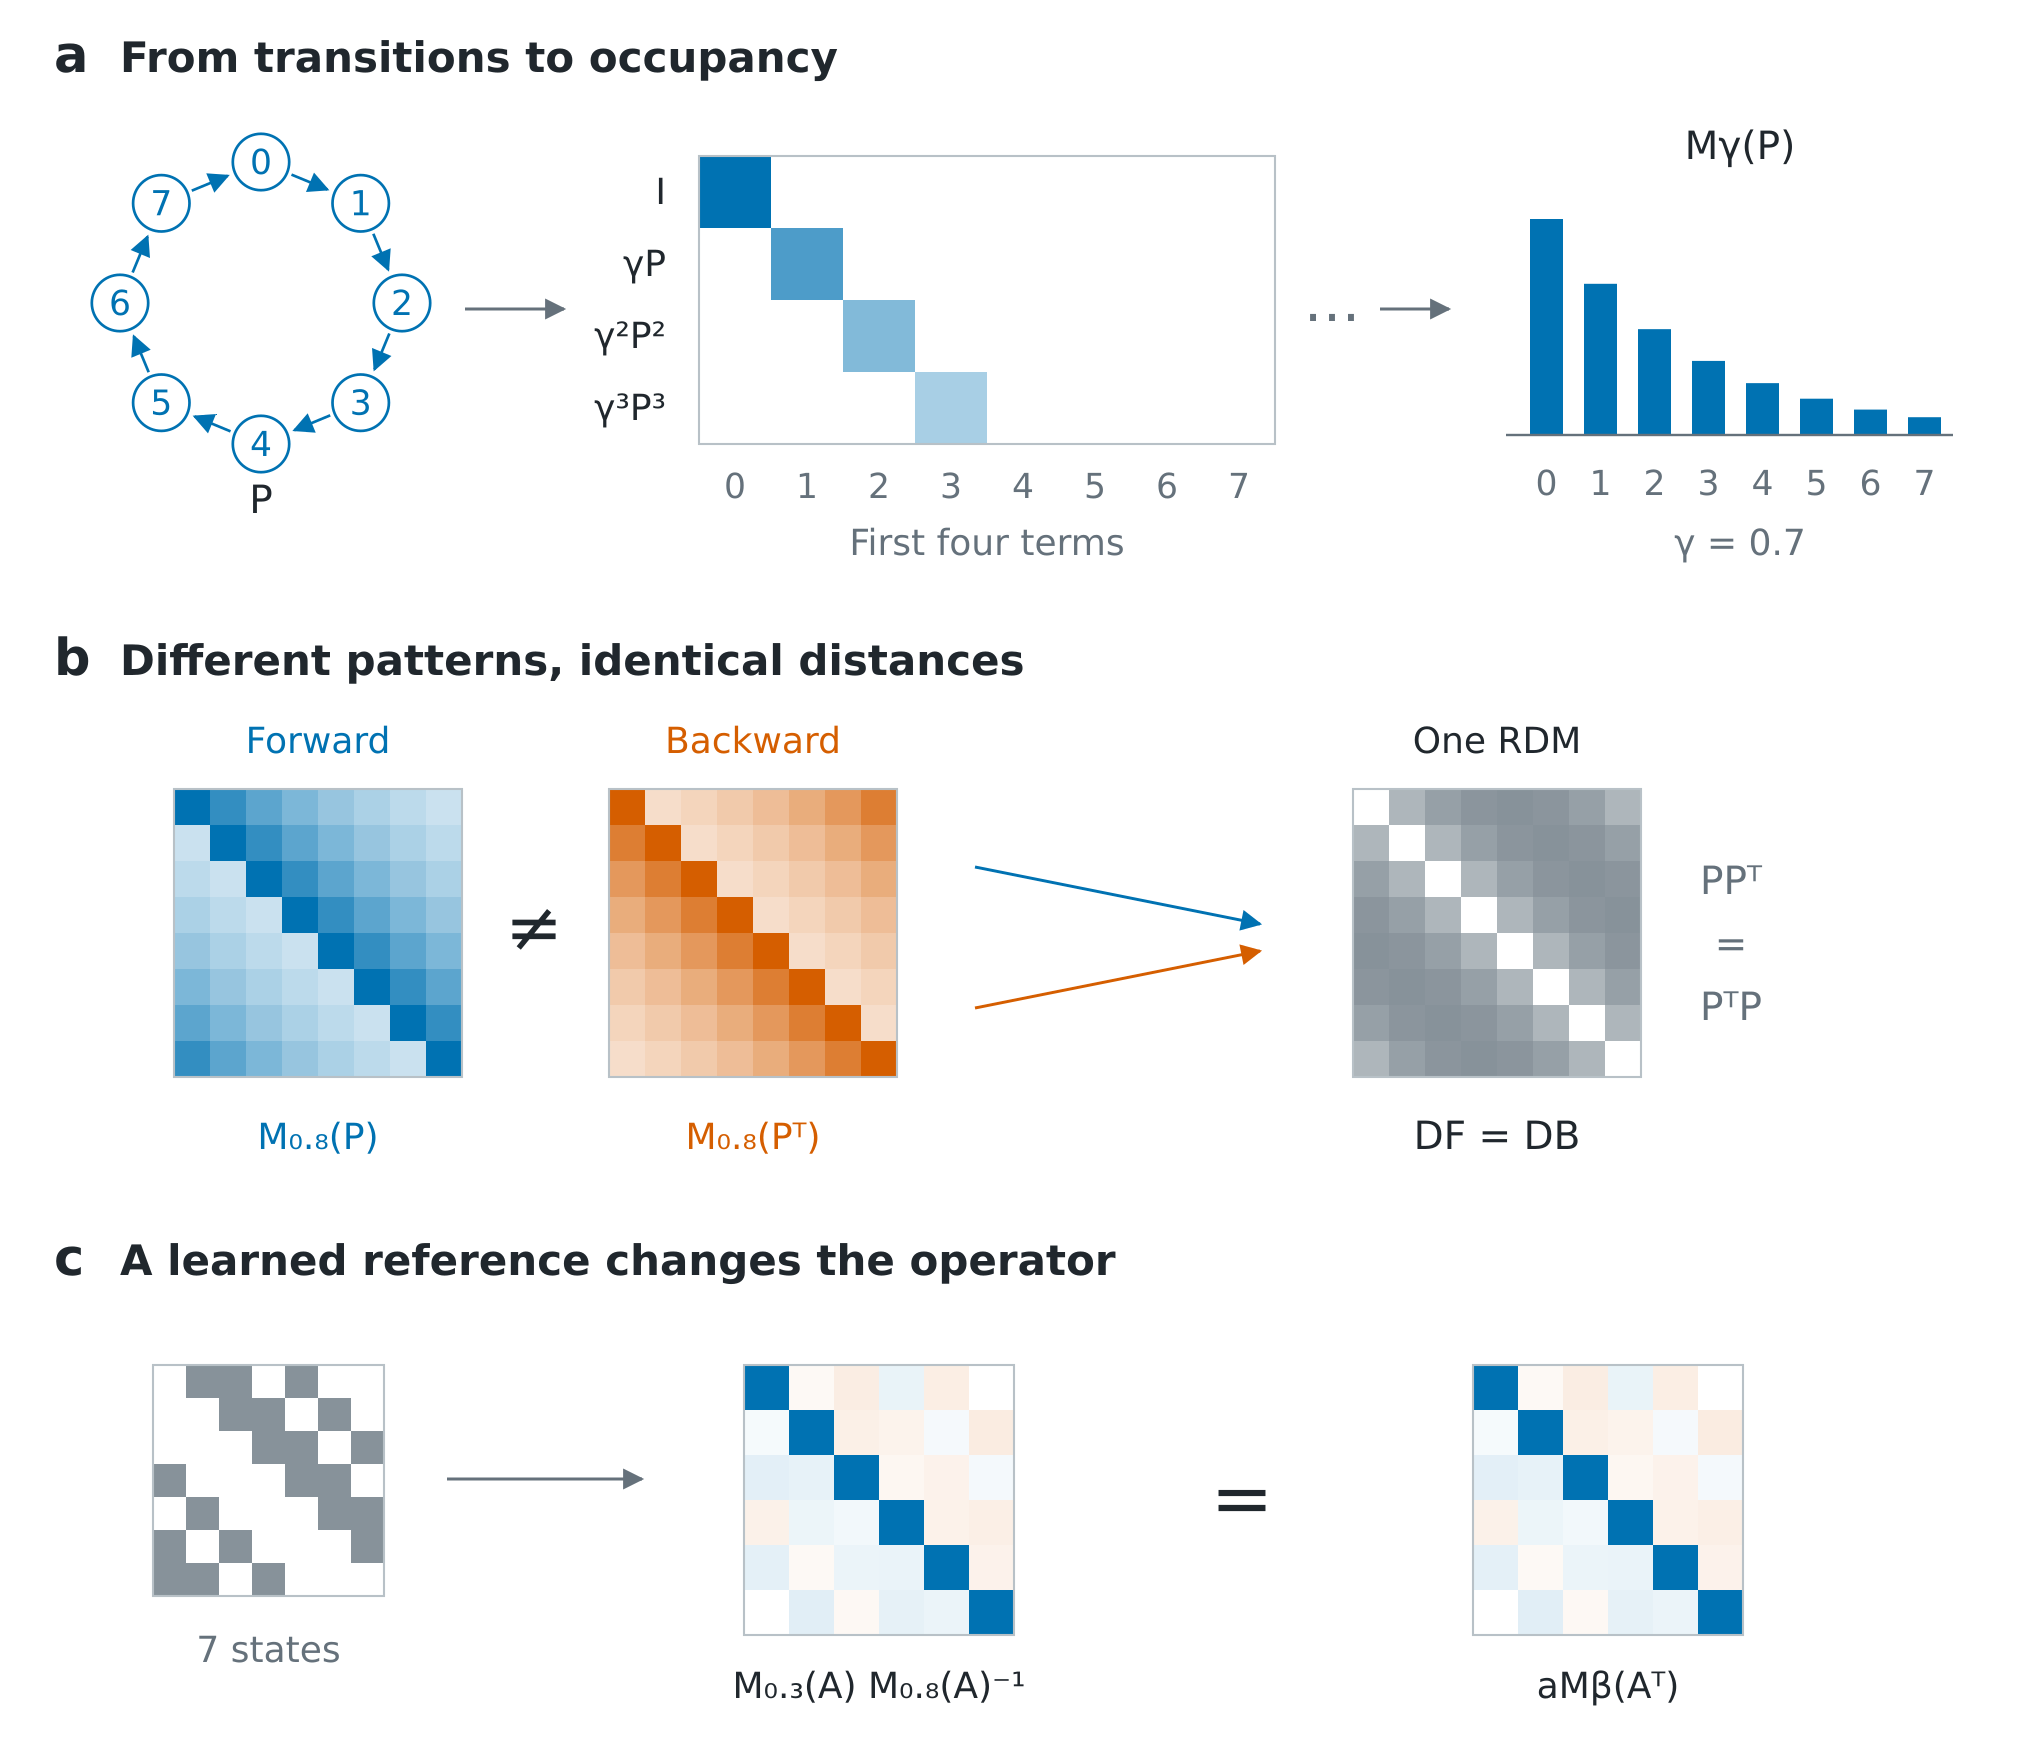 a From transitions to occupancy
0
7
1
6
2
5
3
4
P
I
γP
γ²P²
γ³P³
0 1 2 3 4 5 6 7
First four terms
...
Mγ(P)
0 1 2 3 4 5 6 7
γ = 0.7
b Different patterns, identical distances
Forward
≠
Backward
One RDM
PPᵀ
=
PᵀP
M₀.₈(P)
M₀.₈(Pᵀ)
DF = DB
c A learned reference changes the operator
7 states
M₀.₃(A) M₀.₈(A)⁻¹
=
aMβ(Aᵀ)